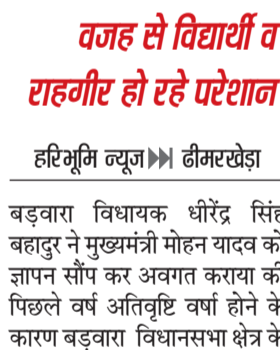 वजह से विद्यार्थी व
राहगीर हो रहे परेशान
हरिभूमि न्यूज ढीमरखेड़ा
बड़वारा विधायक धीरेंद्र सिंह
बहादुर ने मुख्यमंत्री मोहन यादव को
ज्ञापन सौंप कर अवगत कराया की
पिछले वर्ष अतिवृष्टि वर्षा होने के
कारण बड़वारा विधानसभा क्षेत्र के